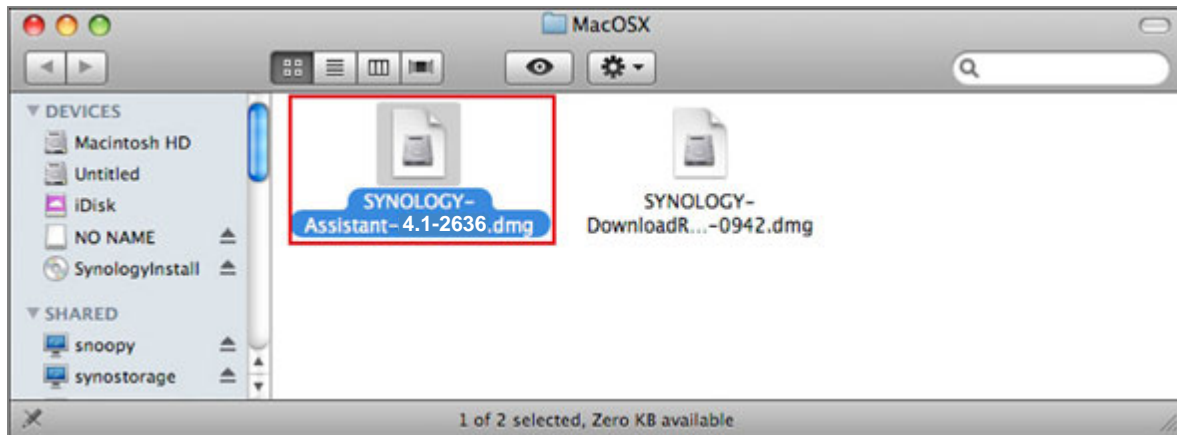 MacOSX
DEVICES
Macintosh HD
Untitled
iDisk
NO NAME
SynologyInstall
SHARED
snoopy
synostorage
SYNOLOGY-
Assistant-4.1-2636.dmg
SYNOLOGY-
DownloadR...-0942.dmg
1 of 2 selected, Zero KB available